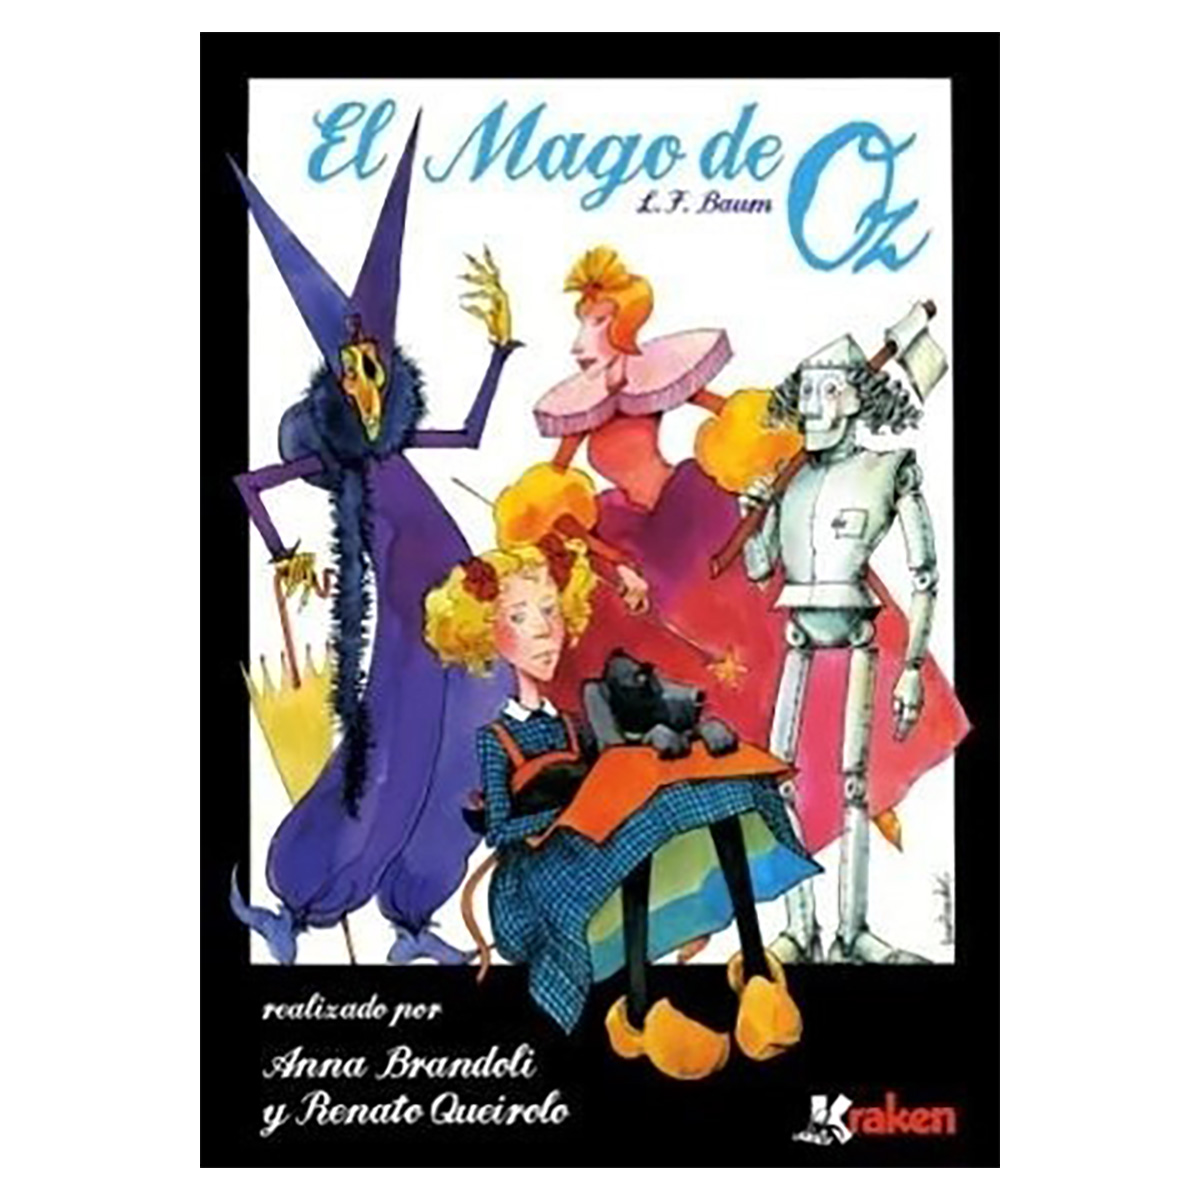 El Mago de Oz
L. F. Baum
realizado por
Anna Brandoli
y Renato Queirolo
Kraken